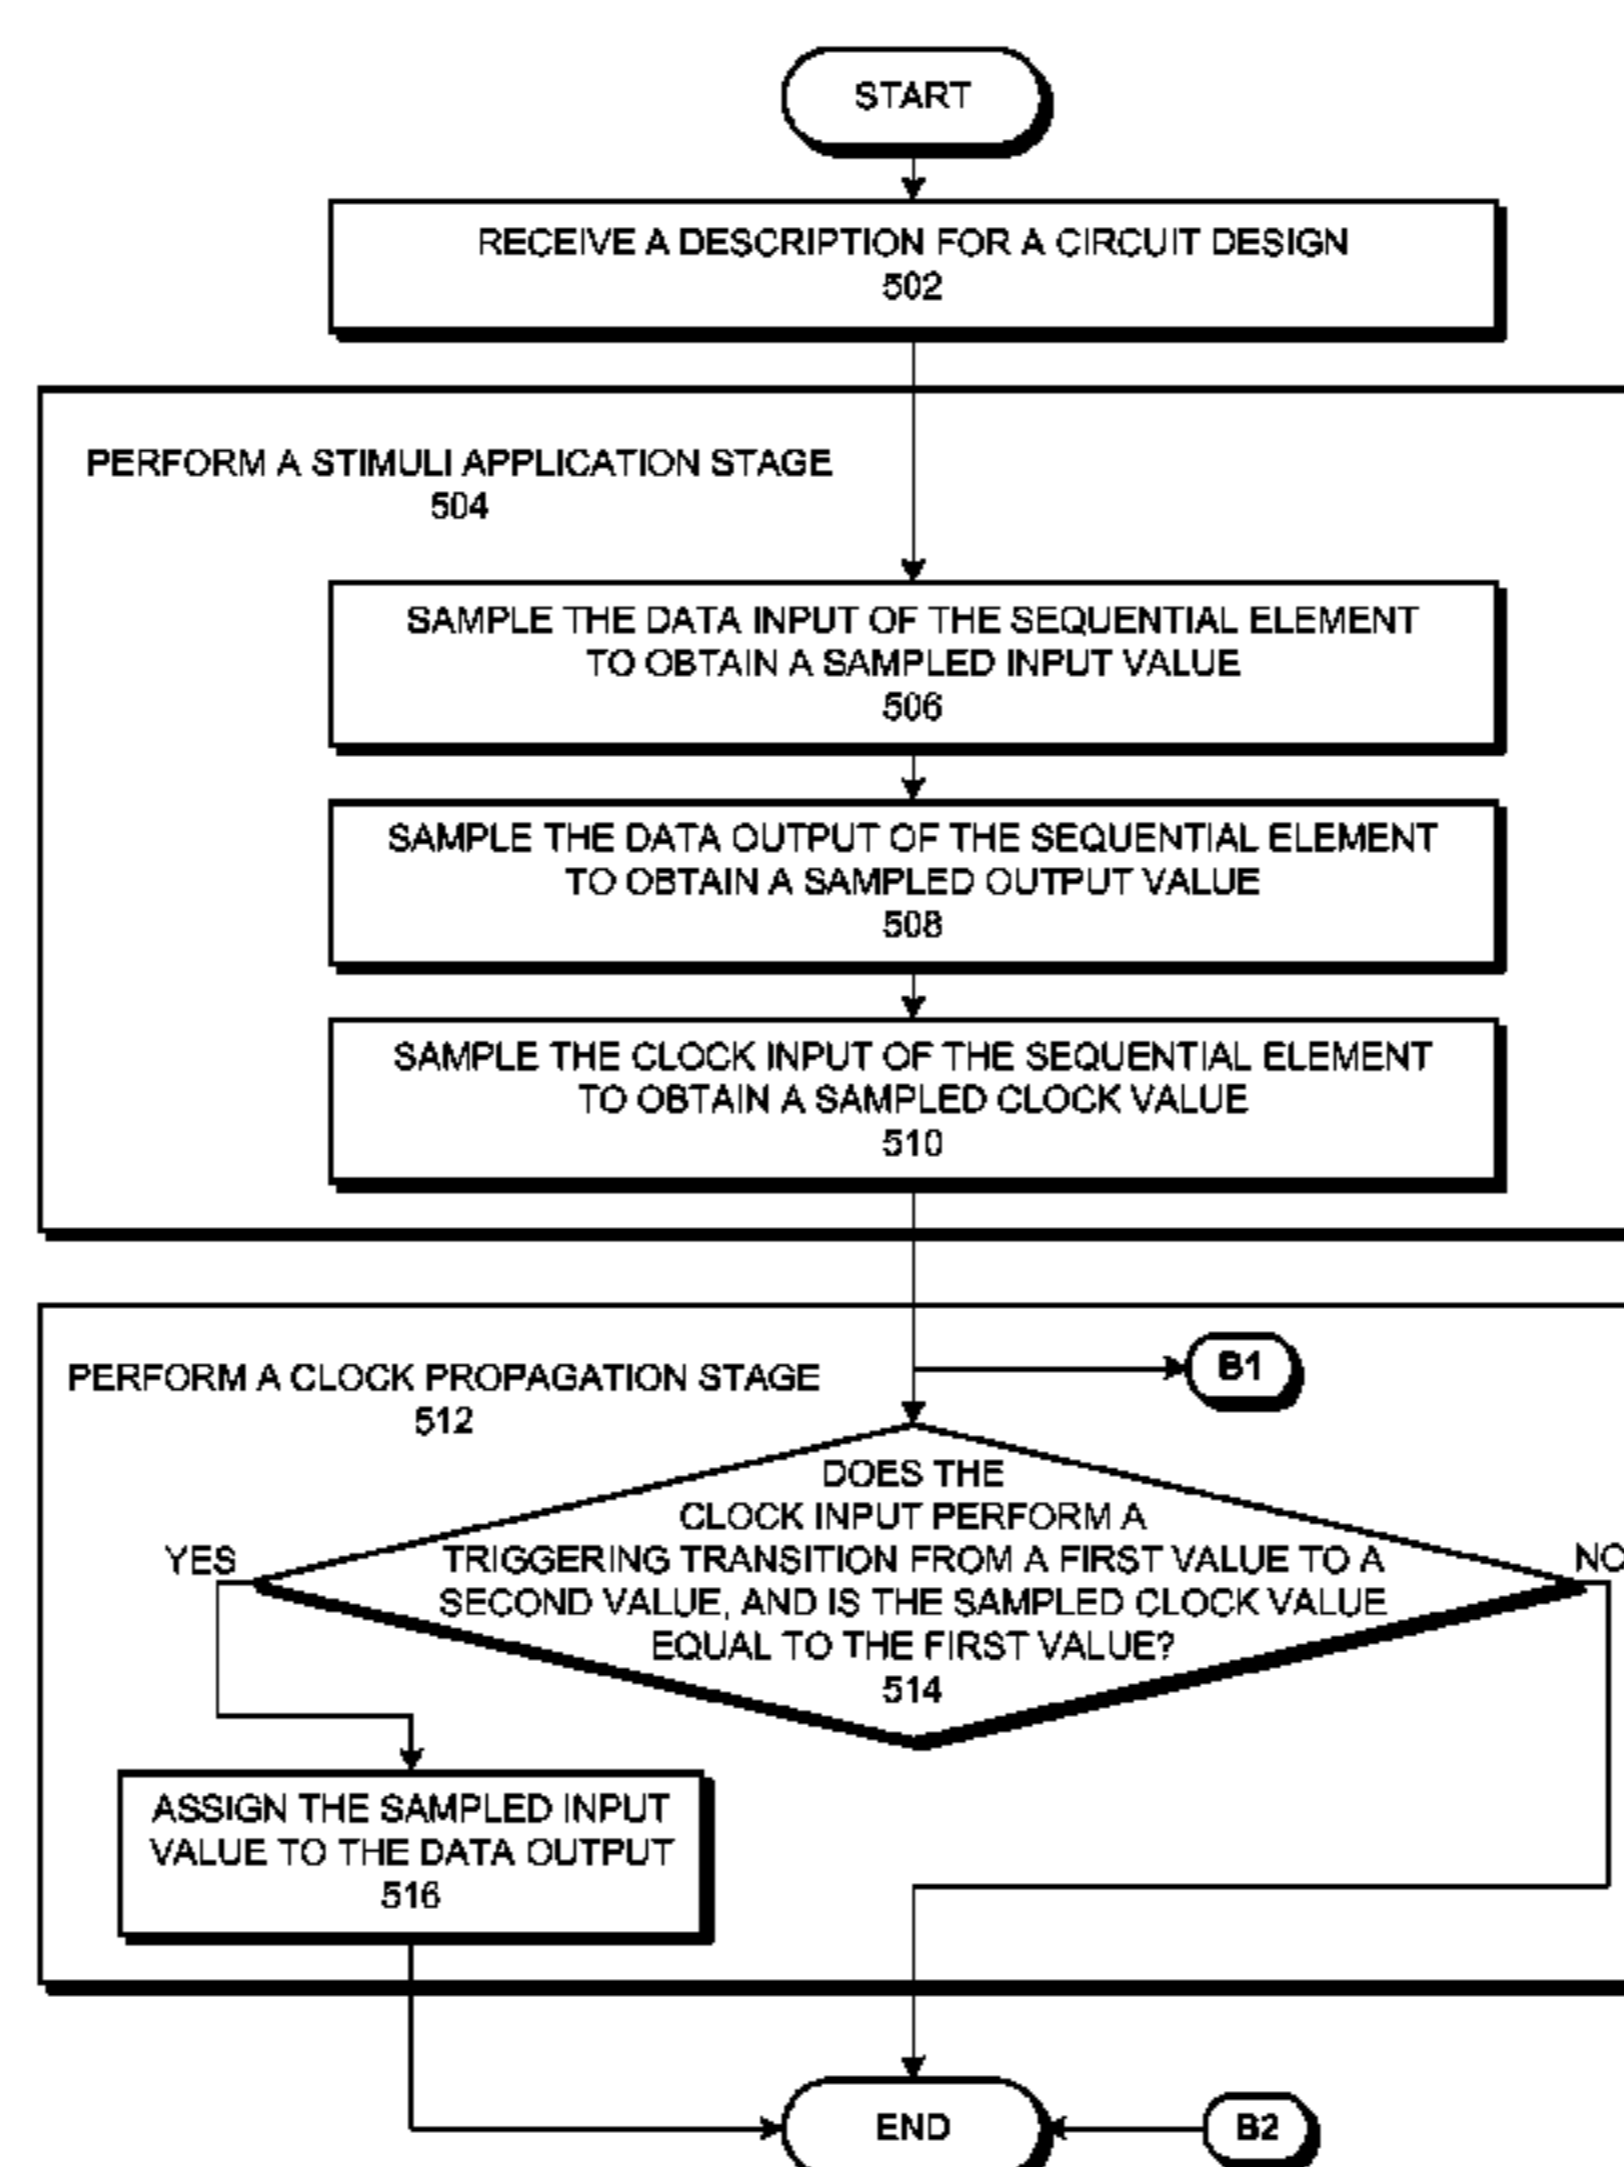 START
RECEIVE A DESCRIPTION FOR A CIRCUIT DESIGN
502
PERFORM A STIMULI APPLICATION STAGE
504
SAMPLE THE DATA INPUT OF THE SEQUENTIAL ELEMENT
TO OBTAIN A SAMPLED INPUT VALUE
506
SAMPLE THE DATA OUTPUT OF THE SEQUENTIAL ELEMENT
TO OBTAIN A SAMPLED OUTPUT VALUE
508
SAMPLE THE CLOCK INPUT OF THE SEQUENTIAL ELEMENT
TO OBTAIN A SAMPLED CLOCK VALUE
510
PERFORM A CLOCK PROPAGATION STAGE
512
B1
DOES THE
CLOCK INPUT PERFORM A
TRIGGERING TRANSITION FROM A FIRST VALUE TO A
SECOND VALUE, AND IS THE SAMPLED CLOCK VALUE
EQUAL TO THE FIRST VALUE?
514
YES
NO
ASSIGN THE SAMPLED INPUT
VALUE TO THE DATA OUTPUT
516
END
B2